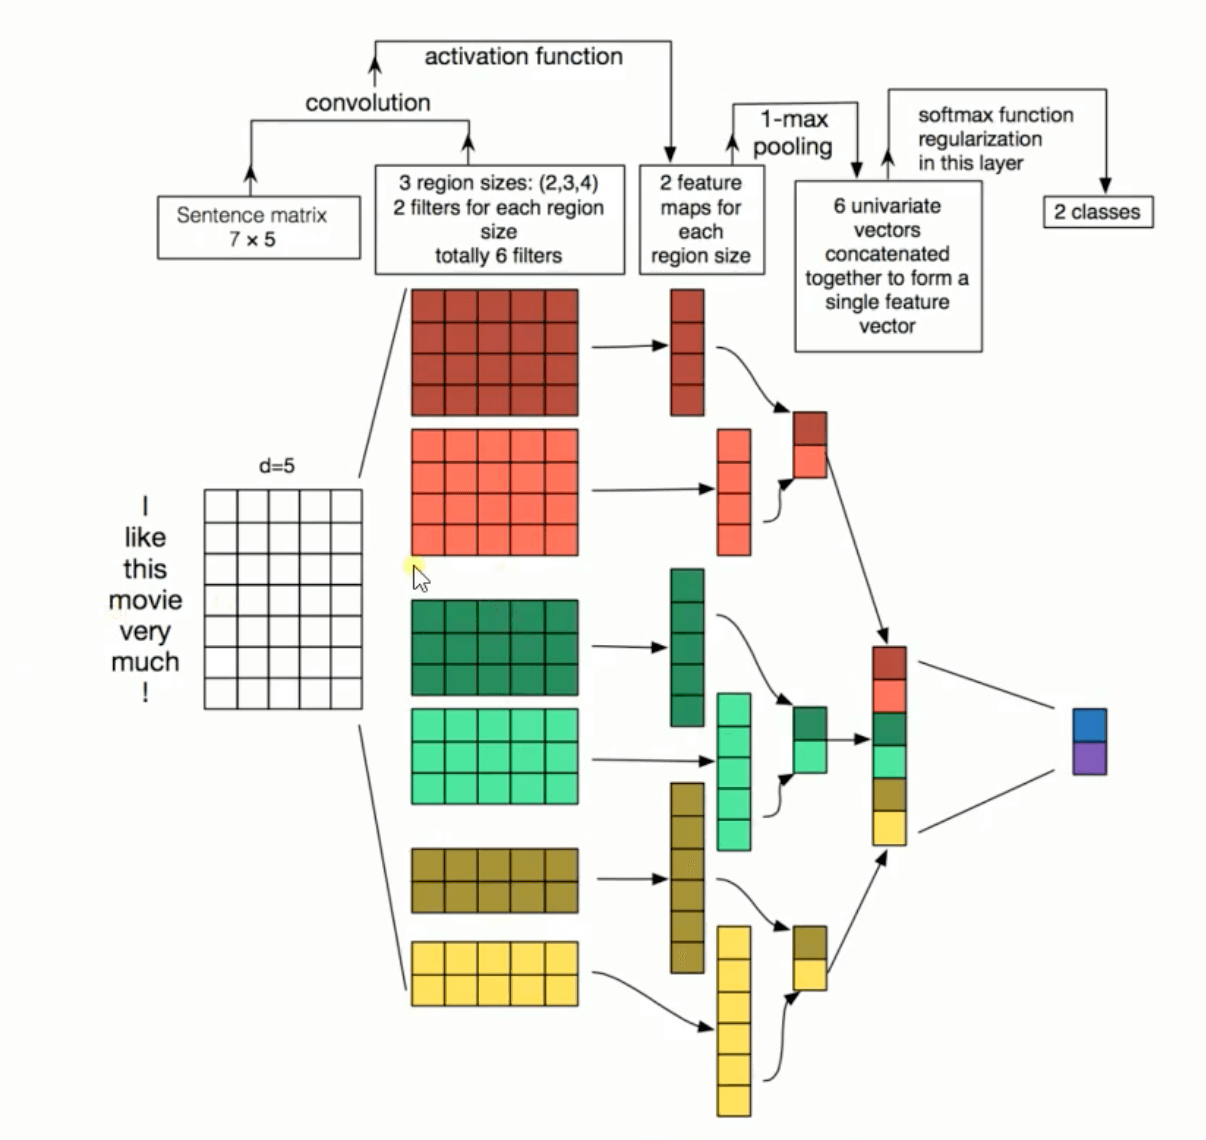 activation function
convolution
1-max
pooling
softmax function
regularization
in this layer
Sentence matrix
7 × 5
3 region sizes: (2,3,4)
2 filters for each region
size
totally 6 filters
2 feature
maps for
each
region size
6 univariate
vectors
concatenated
together to form a
single feature
vector
2 classes
d=5
I
like
this
movie
very
much
!